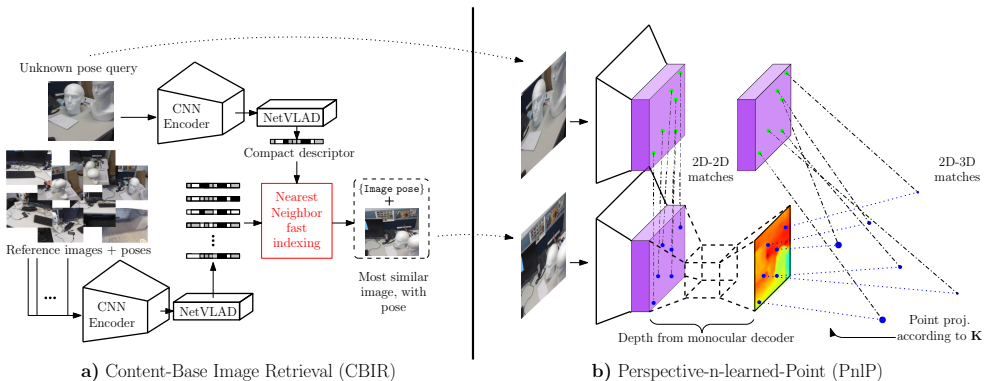 Unknown pose query
CNN
Encoder
NetVLAD
Compact descriptor
Nearest
Neighbor
fast
indexing
{Image pose}
+
Most similar
image, with
pose
Reference images + poses
...
CNN
Encoder
NetVLAD
a) Content-Base Image Retrieval (CBIR)
2D-2D
matches
2D-3D
matches
Depth from monocular decoder
Point proj.
according to K
b) Perspective-n-learned-Point (PnlP)